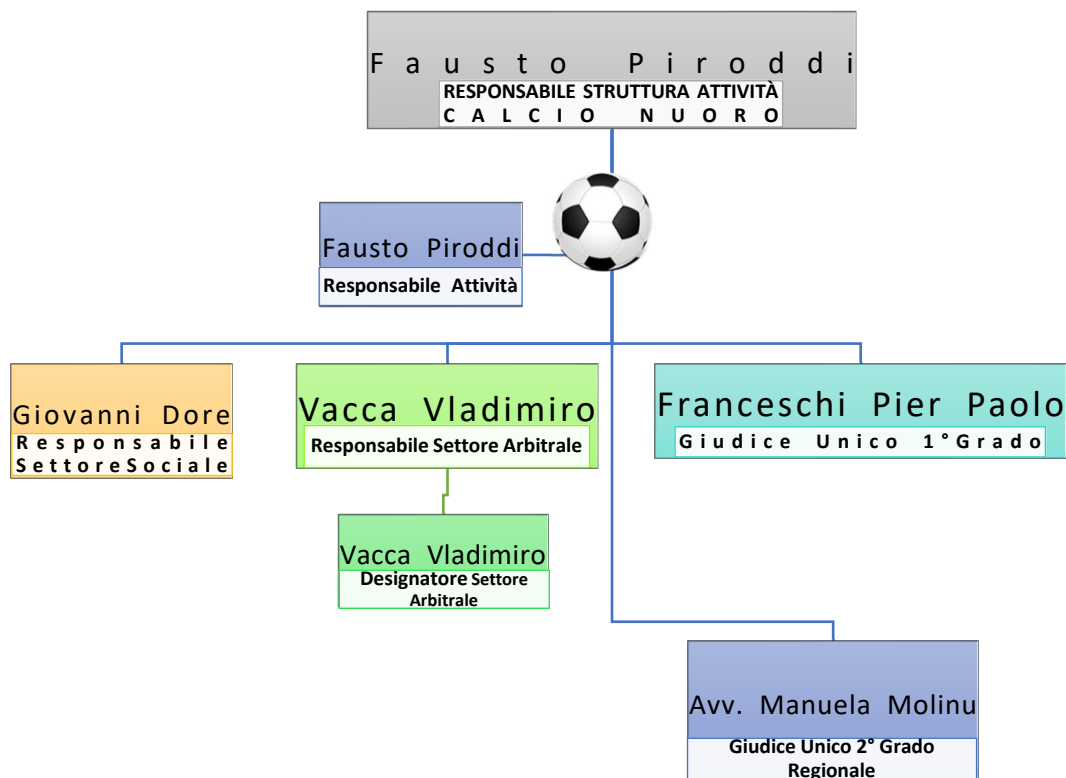 Fausto Piroddi
RESPONSABILE STRUTTURA ATTIVITÀ
CALCIO NUORO
Fausto Piroddi
Responsabile Attività
Giovanni Dore
Responsabile
Settore Sociale
Vacca Vladimiro
Responsabile Settore Arbitrale
Franceschi Pier Paolo
Giudice Unico 1° Grado
Vacca Vladimiro
Designatore Settore
Arbitrale
Avv. Manuela Molinu
Giudice Unico 2° Grado
Regionale